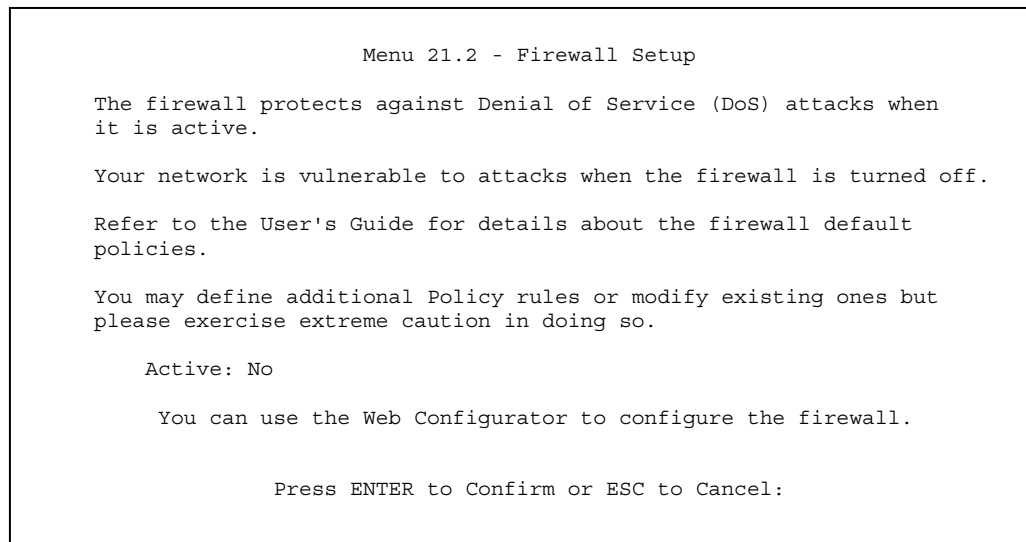 Menu 21.2 - Firewall Setup
The firewall protects against Denial of Service (DoS) attacks when
it is active.
Your network is vulnerable to attacks when the firewall is turned off.
Refer to the User's Guide for details about the firewall default
policies.
You may define additional Policy rules or modify existing ones but
please exercise extreme caution in doing so.
Active: No
You can use the Web Configurator to configure the firewall.
Press ENTER to Confirm or ESC to Cancel: